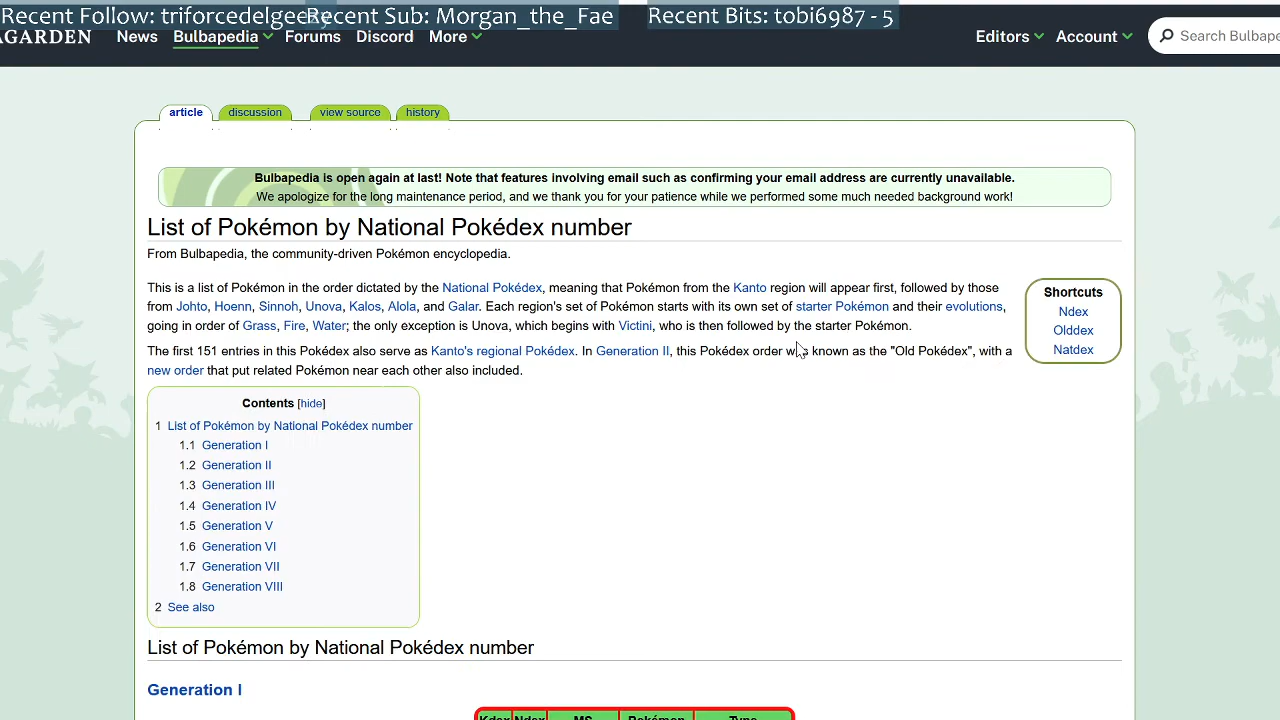 Recent Follow: triforcedelgee
Recent Sub: Morgan_the_Fae
Recent Bits: tobi6987 - 5
AGARDEN News Bulbapedia Forums Discord More Editors Account Search Bulbape
article discussion view source history
Bulbapedia is open again at last! Note that features involving email such as confirming your email address are currently unavailable.
We apologize for the long maintenance period, and we thank you for your patience while we performed some much needed background work!
List of Pokémon by National Pokédex number
From Bulbapedia, the community-driven Pokémon encyclopedia.
This is a list of Pokémon in the order dictated by the National Pokédex, meaning that Pokémon from the Kanto region will appear first, followed by those
from Johto, Hoenn, Sinnoh, Unova, Kalos, Alola, and Galar. Each region's set of Pokémon starts with its own set of starter Pokémon and their evolutions,
going in order of Grass, Fire, Water; the only exception is Unova, which begins with Victini, who is then followed by the starter Pokémon.
The first 151 entries in this Pokédex also serve as Kanto's regional Pokédex. In Generation II, this Pokédex order was known as the "Old Pokédex", with a
new order that put related Pokémon near each other also included.
Shortcuts
Ndex
Olddex
Natdex
Contents [hide]
1 List of Pokémon by National Pokédex number
1.1 Generation I
1.2 Generation II
1.3 Generation III
1.4 Generation IV
1.5 Generation V
1.6 Generation VI
1.7 Generation VII
1.8 Generation VIII
2 See also
List of Pokémon by National Pokédex number
Generation I
Kdex Ndex MS Pokémon Type